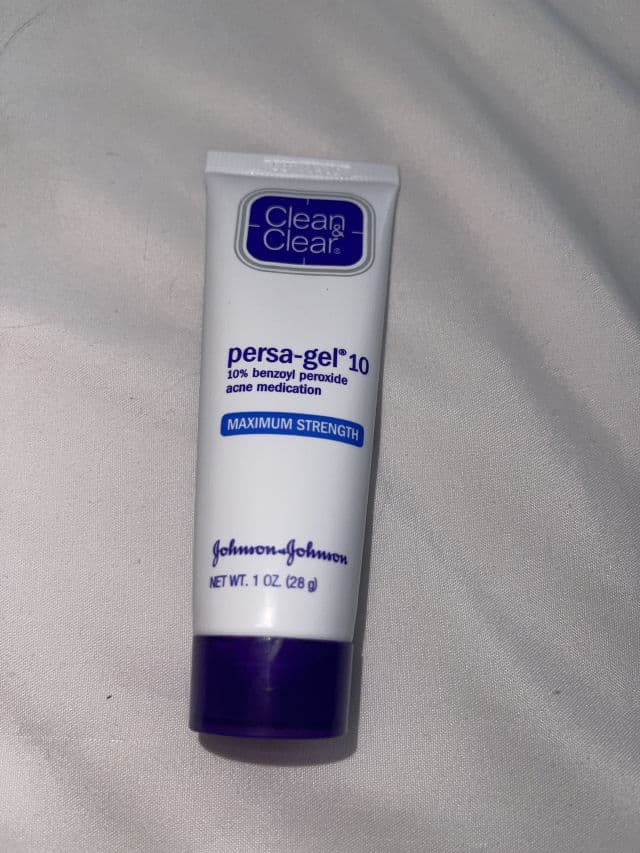 Clean
& Clear®
persa-gel® 10
10% benzoyl peroxide
acne medication
MAXIMUM STRENGTH
Johnson & Johnson
NET WT. 1 OZ. (28 g)